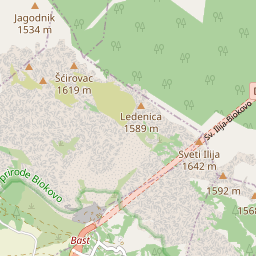 Jagodnik
1534 m
Šćirovac
1619 m
Ledenica
1589 m
Sv. Ilija-Biokovo
Sveti Ilija
1642 m
1592 m
prirode Biokovo
Bast